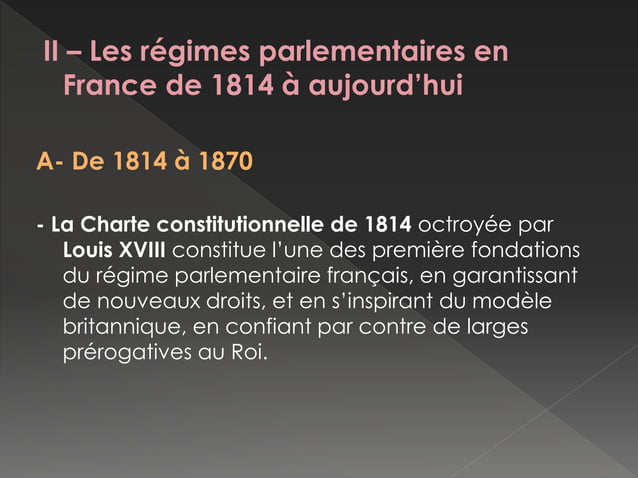 II – Les régimes parlementaires en
France de 1814 à aujourd’hui
A- De 1814 à 1870
- La Charte constitutionnelle de 1814 octroyée par
Louis XVIII constitue l’une des première fondations
du régime parlementaire français, en garantissant
de nouveaux droits, et en s’inspirant du modèle
britannique, en confiant par contre de larges
prérogatives au Roi.